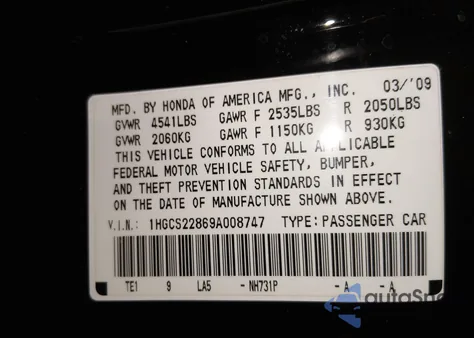 MFD. BY HONDA OF AMERICA MFG., INC. 03/'09
GVWR 4541LBS GAWR F 2535LBS R 2050LBS
GVWR 2060KG GAWR F 1150KG R 930KG
THIS VEHICLE CONFORMS TO ALL APPLICABLE
FEDERAL MOTOR VEHICLE SAFETY, BUMPER,
AND THEFT PREVENTION STANDARDS IN EFFECT
ON THE DATE OF MANUFACTURE SHOWN ABOVE.
V.I.N.: 1HGCS22869A008747 TYPE: PASSENGER CAR
TE1 9 LA5 - NH731P - A - A